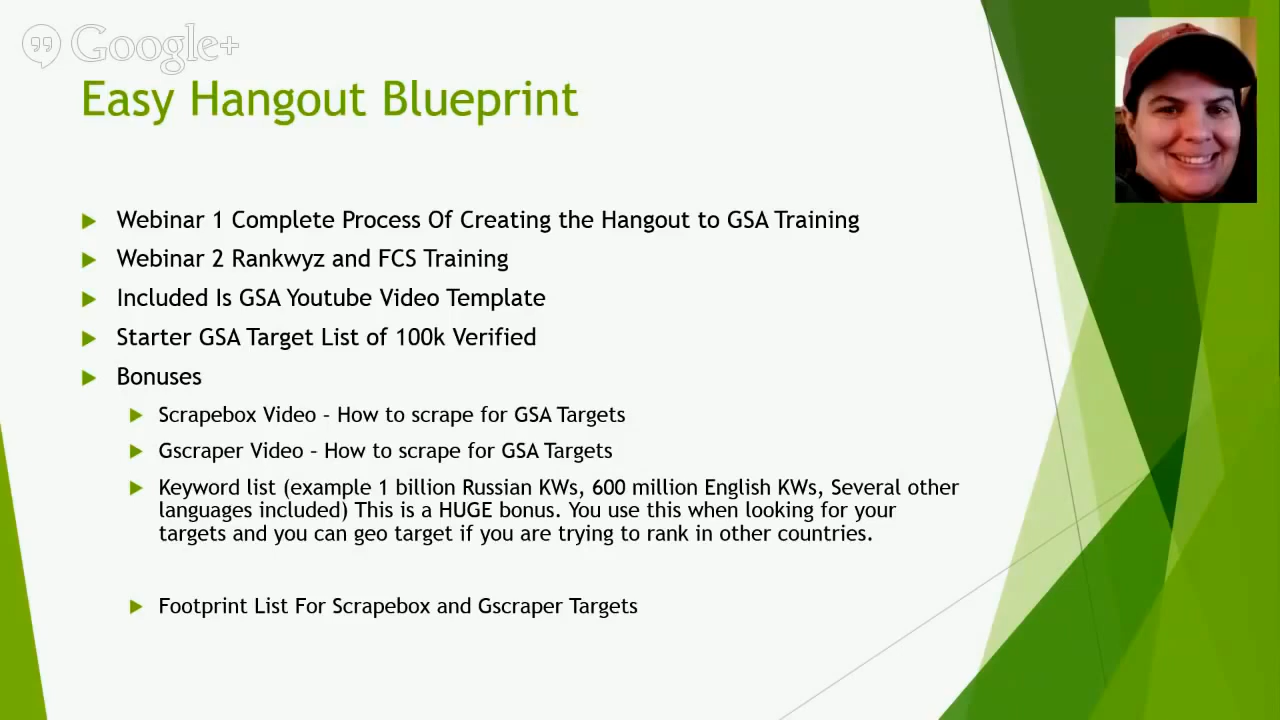 Google+
Easy Hangout Blueprint
Webinar 1 Complete Process Of Creating the Hangout to GSA Training
Webinar 2 Rankwyz and FCS Training
Included Is GSA Youtube Video Template
Starter GSA Target List of 100k Verified
Bonuses
Scrapebox Video – How to scrape for GSA Targets
Gscraper Video – How to scrape for GSA Targets
Keyword list (example 1 billion Russian KWs, 600 million English KWs, Several other
languages included) This is a HUGE bonus. You use this when looking for your
targets and you can geo target if you are trying to rank in other countries.
Footprint List For Scrapebox and Gscraper Targets